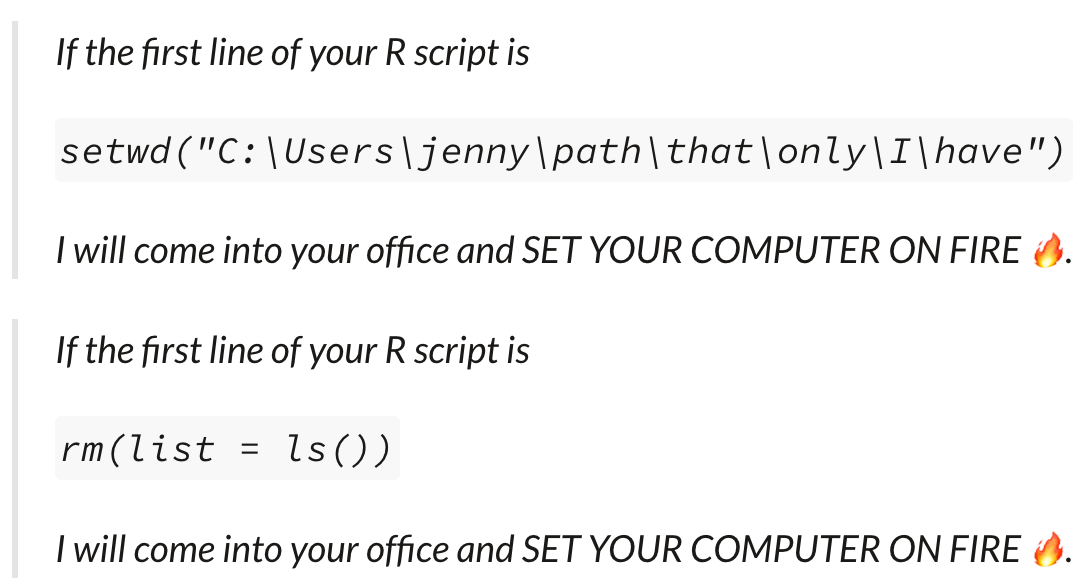 If the first line of your R script is
setwd("C:\Users\jenny\path\that\only\I\have")
I will come into your office and SET YOUR COMPUTER ON FIRE 🔥.
If the first line of your R script is
rm(list = ls())
I will come into your office and SET YOUR COMPUTER ON FIRE 🔥.